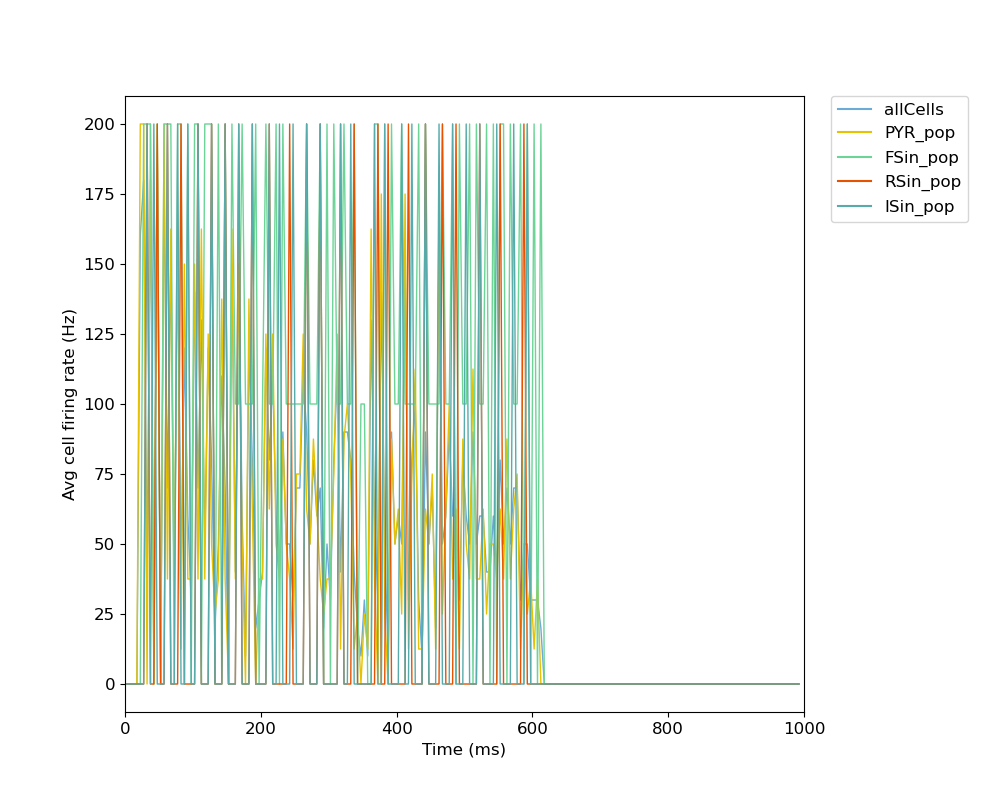 200
175
150
125
100
75
50
25
0
0 200 400 600 800 1000
Time (ms)
Avg cell firing rate (Hz)
allCells
PYR_pop
FSin_pop
RSin_pop
ISin_pop